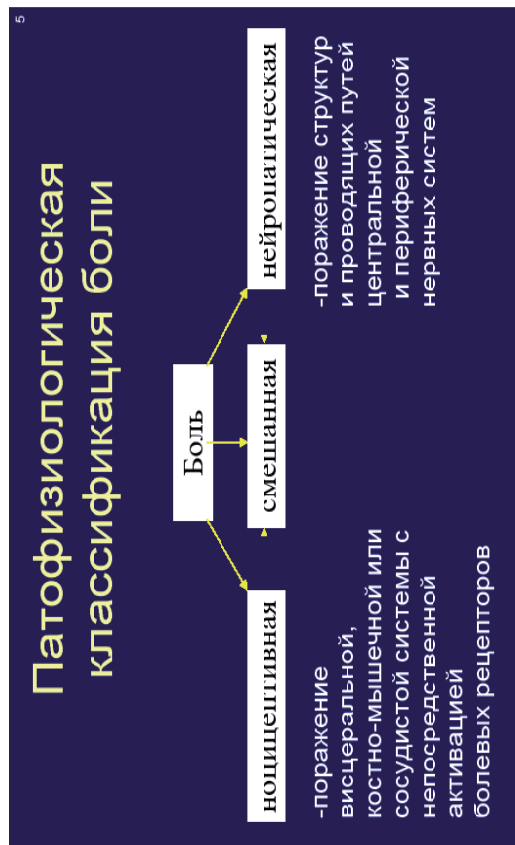 5
Патофизиологическая
классификация боли
Боль
ноцицептивная
смешанная
нейропатическая
-поражение
висцеральной,
костно-мышечной или
сосудистой системы с
непосредственной
активацией
болевых рецепторов
-поражение структур
и проводящих путей
центральной
и периферической
нервных систем